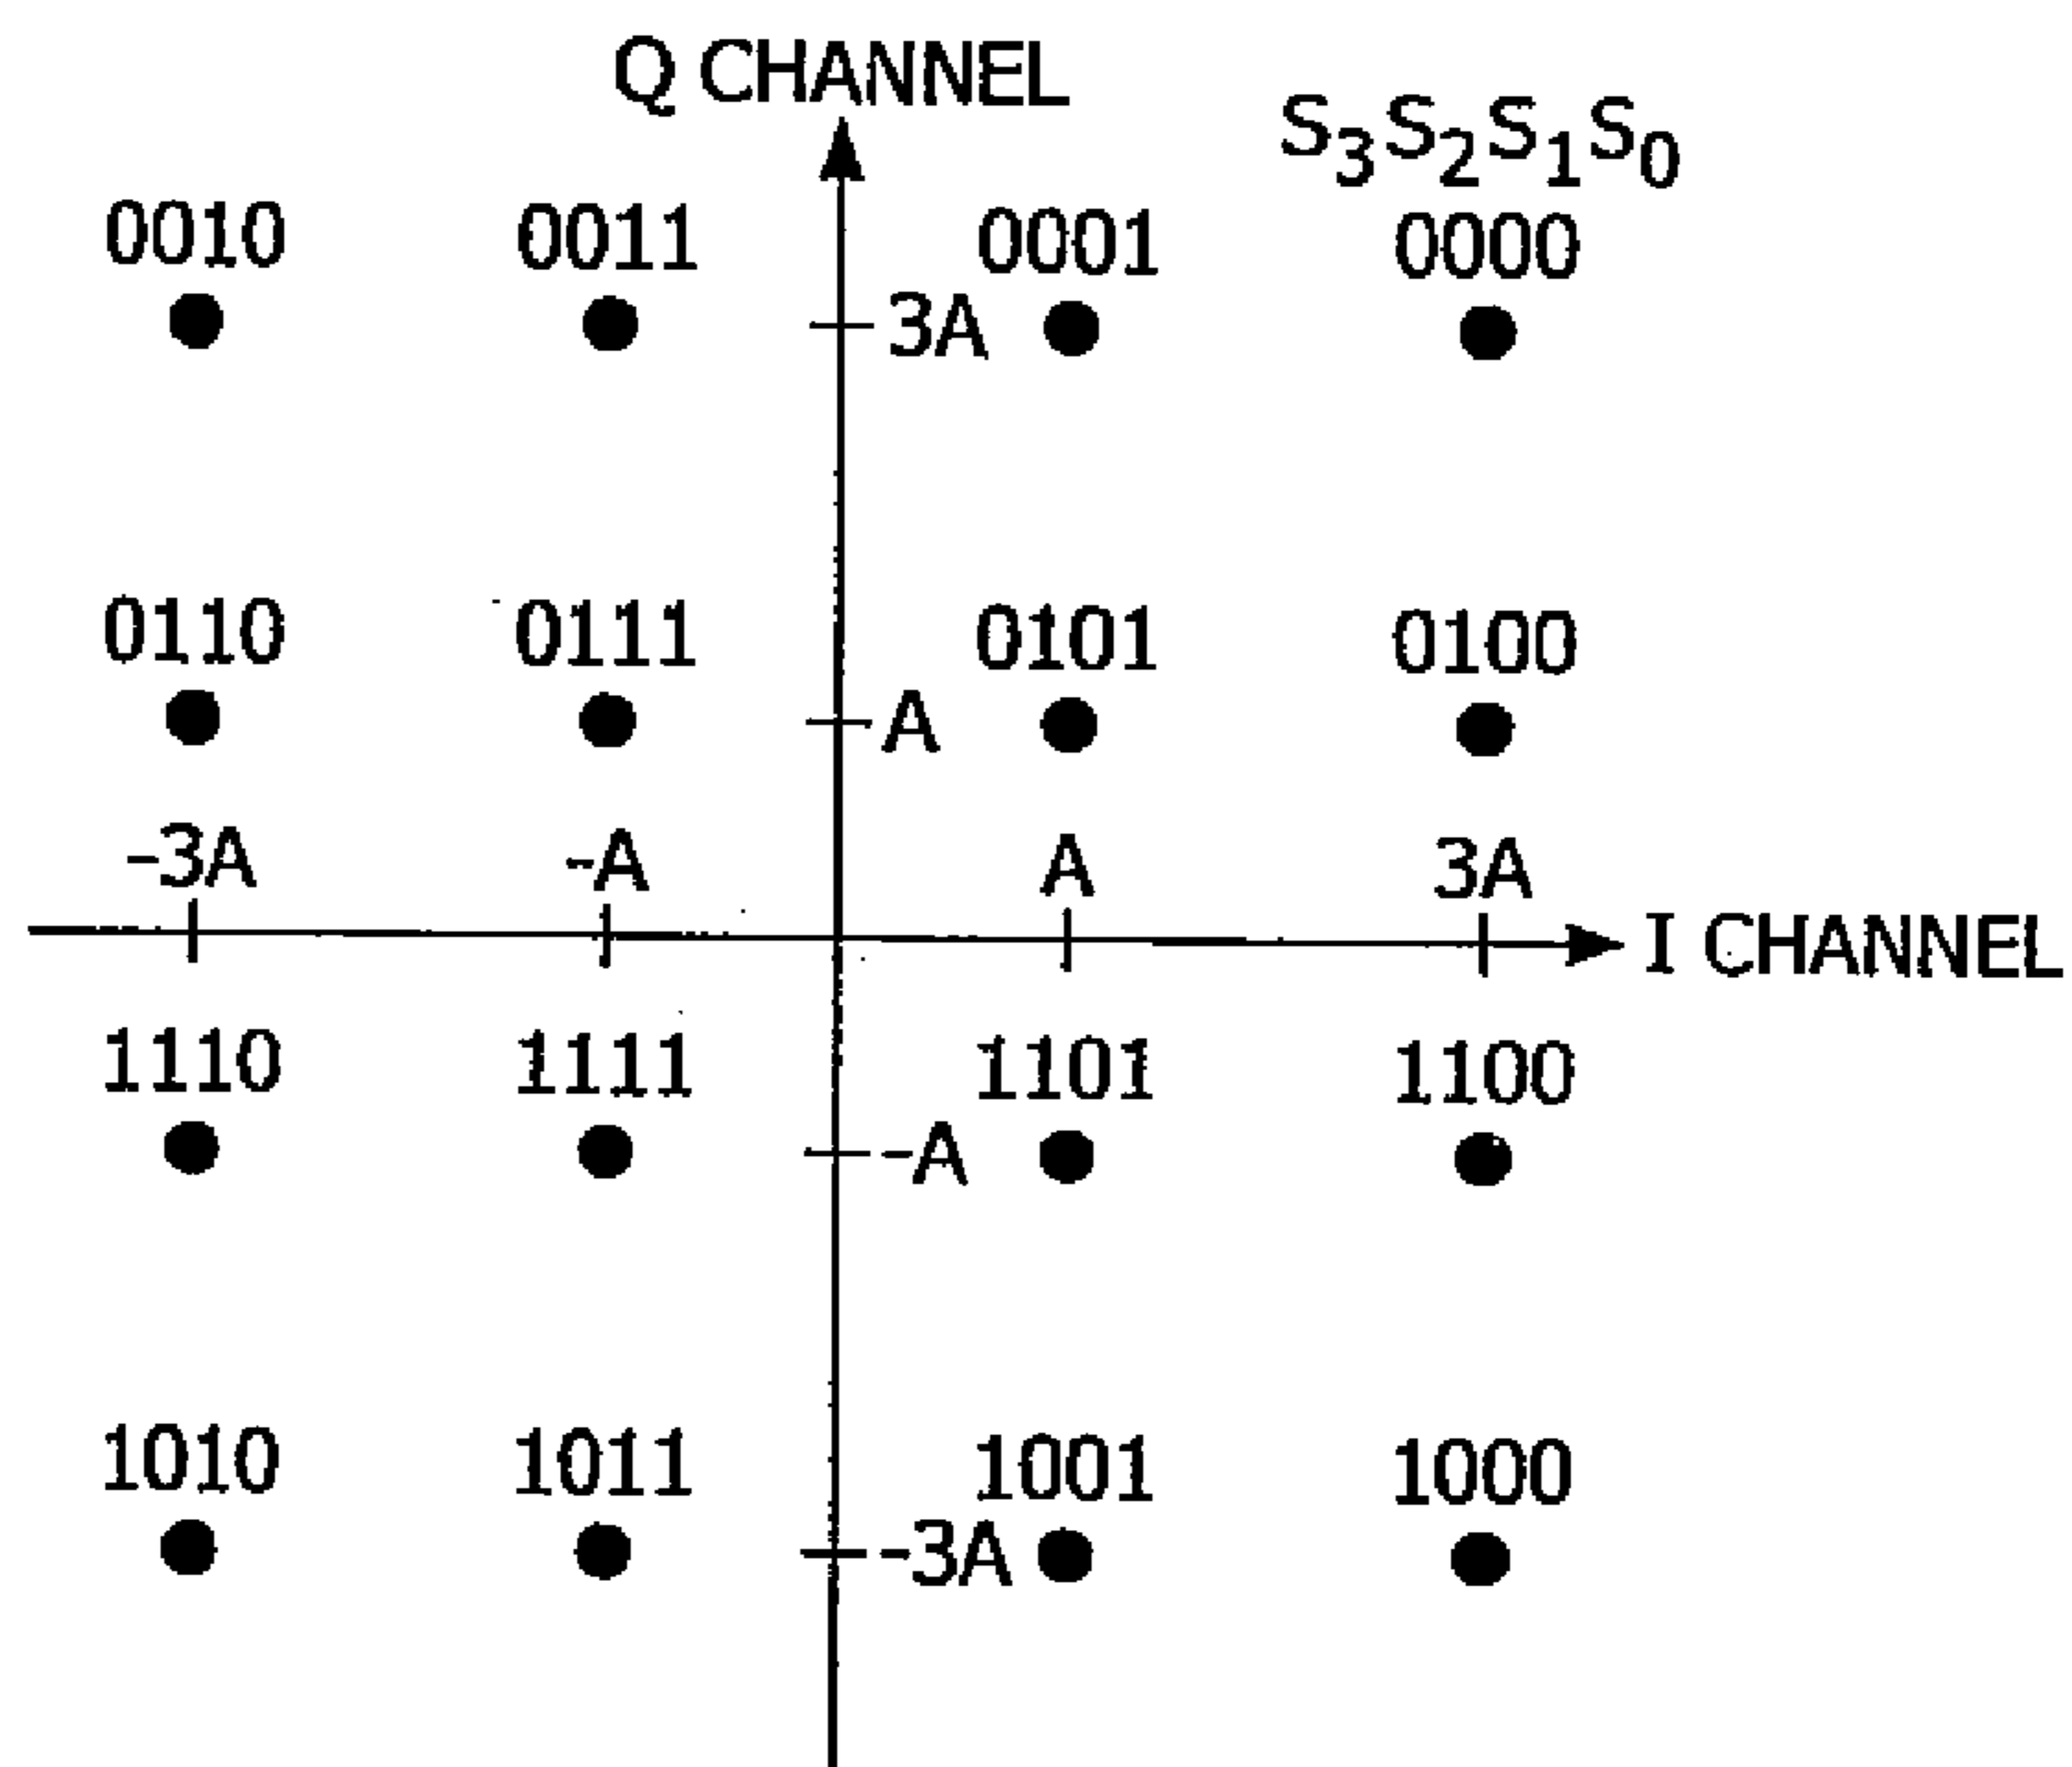 Q CHANNEL
S3S2S1S0
0010 0011 0001 0000
3A
0110 0111 0101 0100
A
-3A -A A 3A
I CHANNEL
1110 1111 1101 1100
-A
1010 1011 1001 1000
-3A